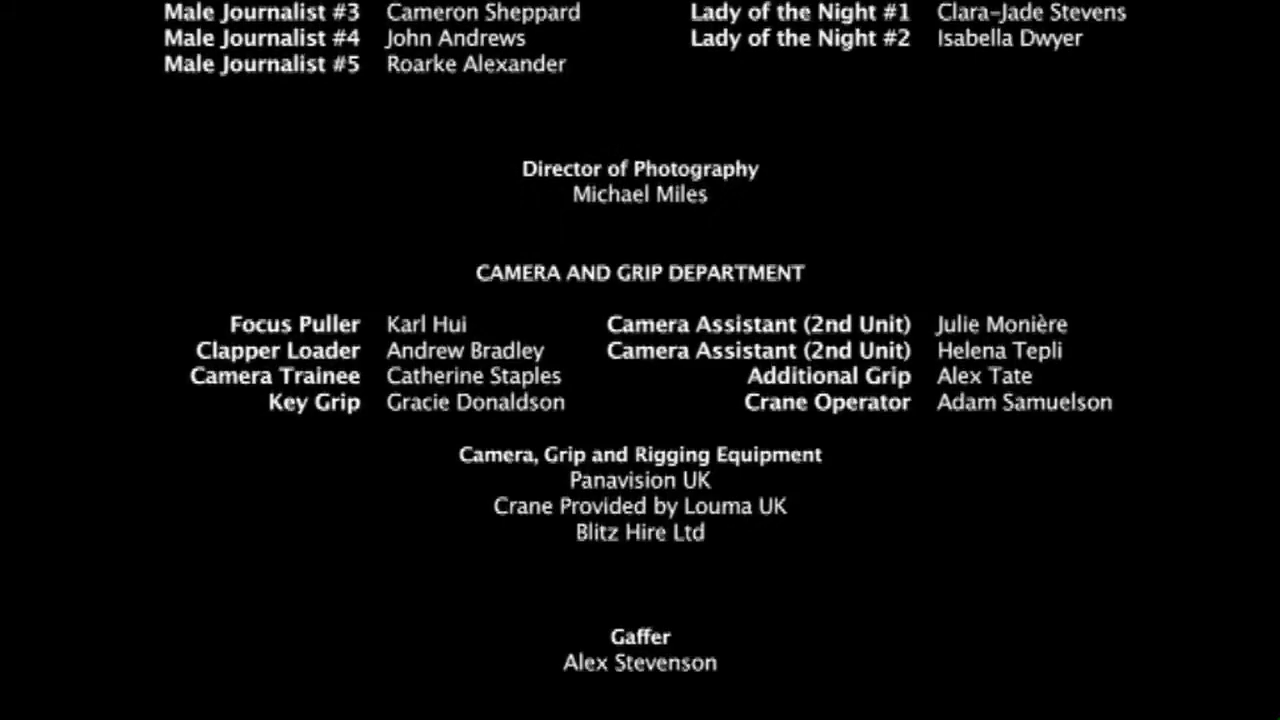 Male Journalist #3 Cameron Sheppard Lady of the Night #1 Clara-Jade Stevens
Male Journalist #4 John Andrews Lady of the Night #2 Isabella Dwyer
Male Journalist #5 Roarke Alexander
Director of Photography
Michael Miles
CAMERA AND GRIP DEPARTMENT
Focus Puller Karl Hui Camera Assistant (2nd Unit) Julie Monière
Clapper Loader Andrew Bradley Camera Assistant (2nd Unit) Helena Tepli
Camera Trainee Catherine Staples Additional Grip Alex Tate
Key Grip Gracie Donaldson Crane Operator Adam Samuelson
Camera, Grip and Rigging Equipment
Panavision UK
Crane Provided by Louma UK
Blitz Hire Ltd
Gaffer
Alex Stevenson